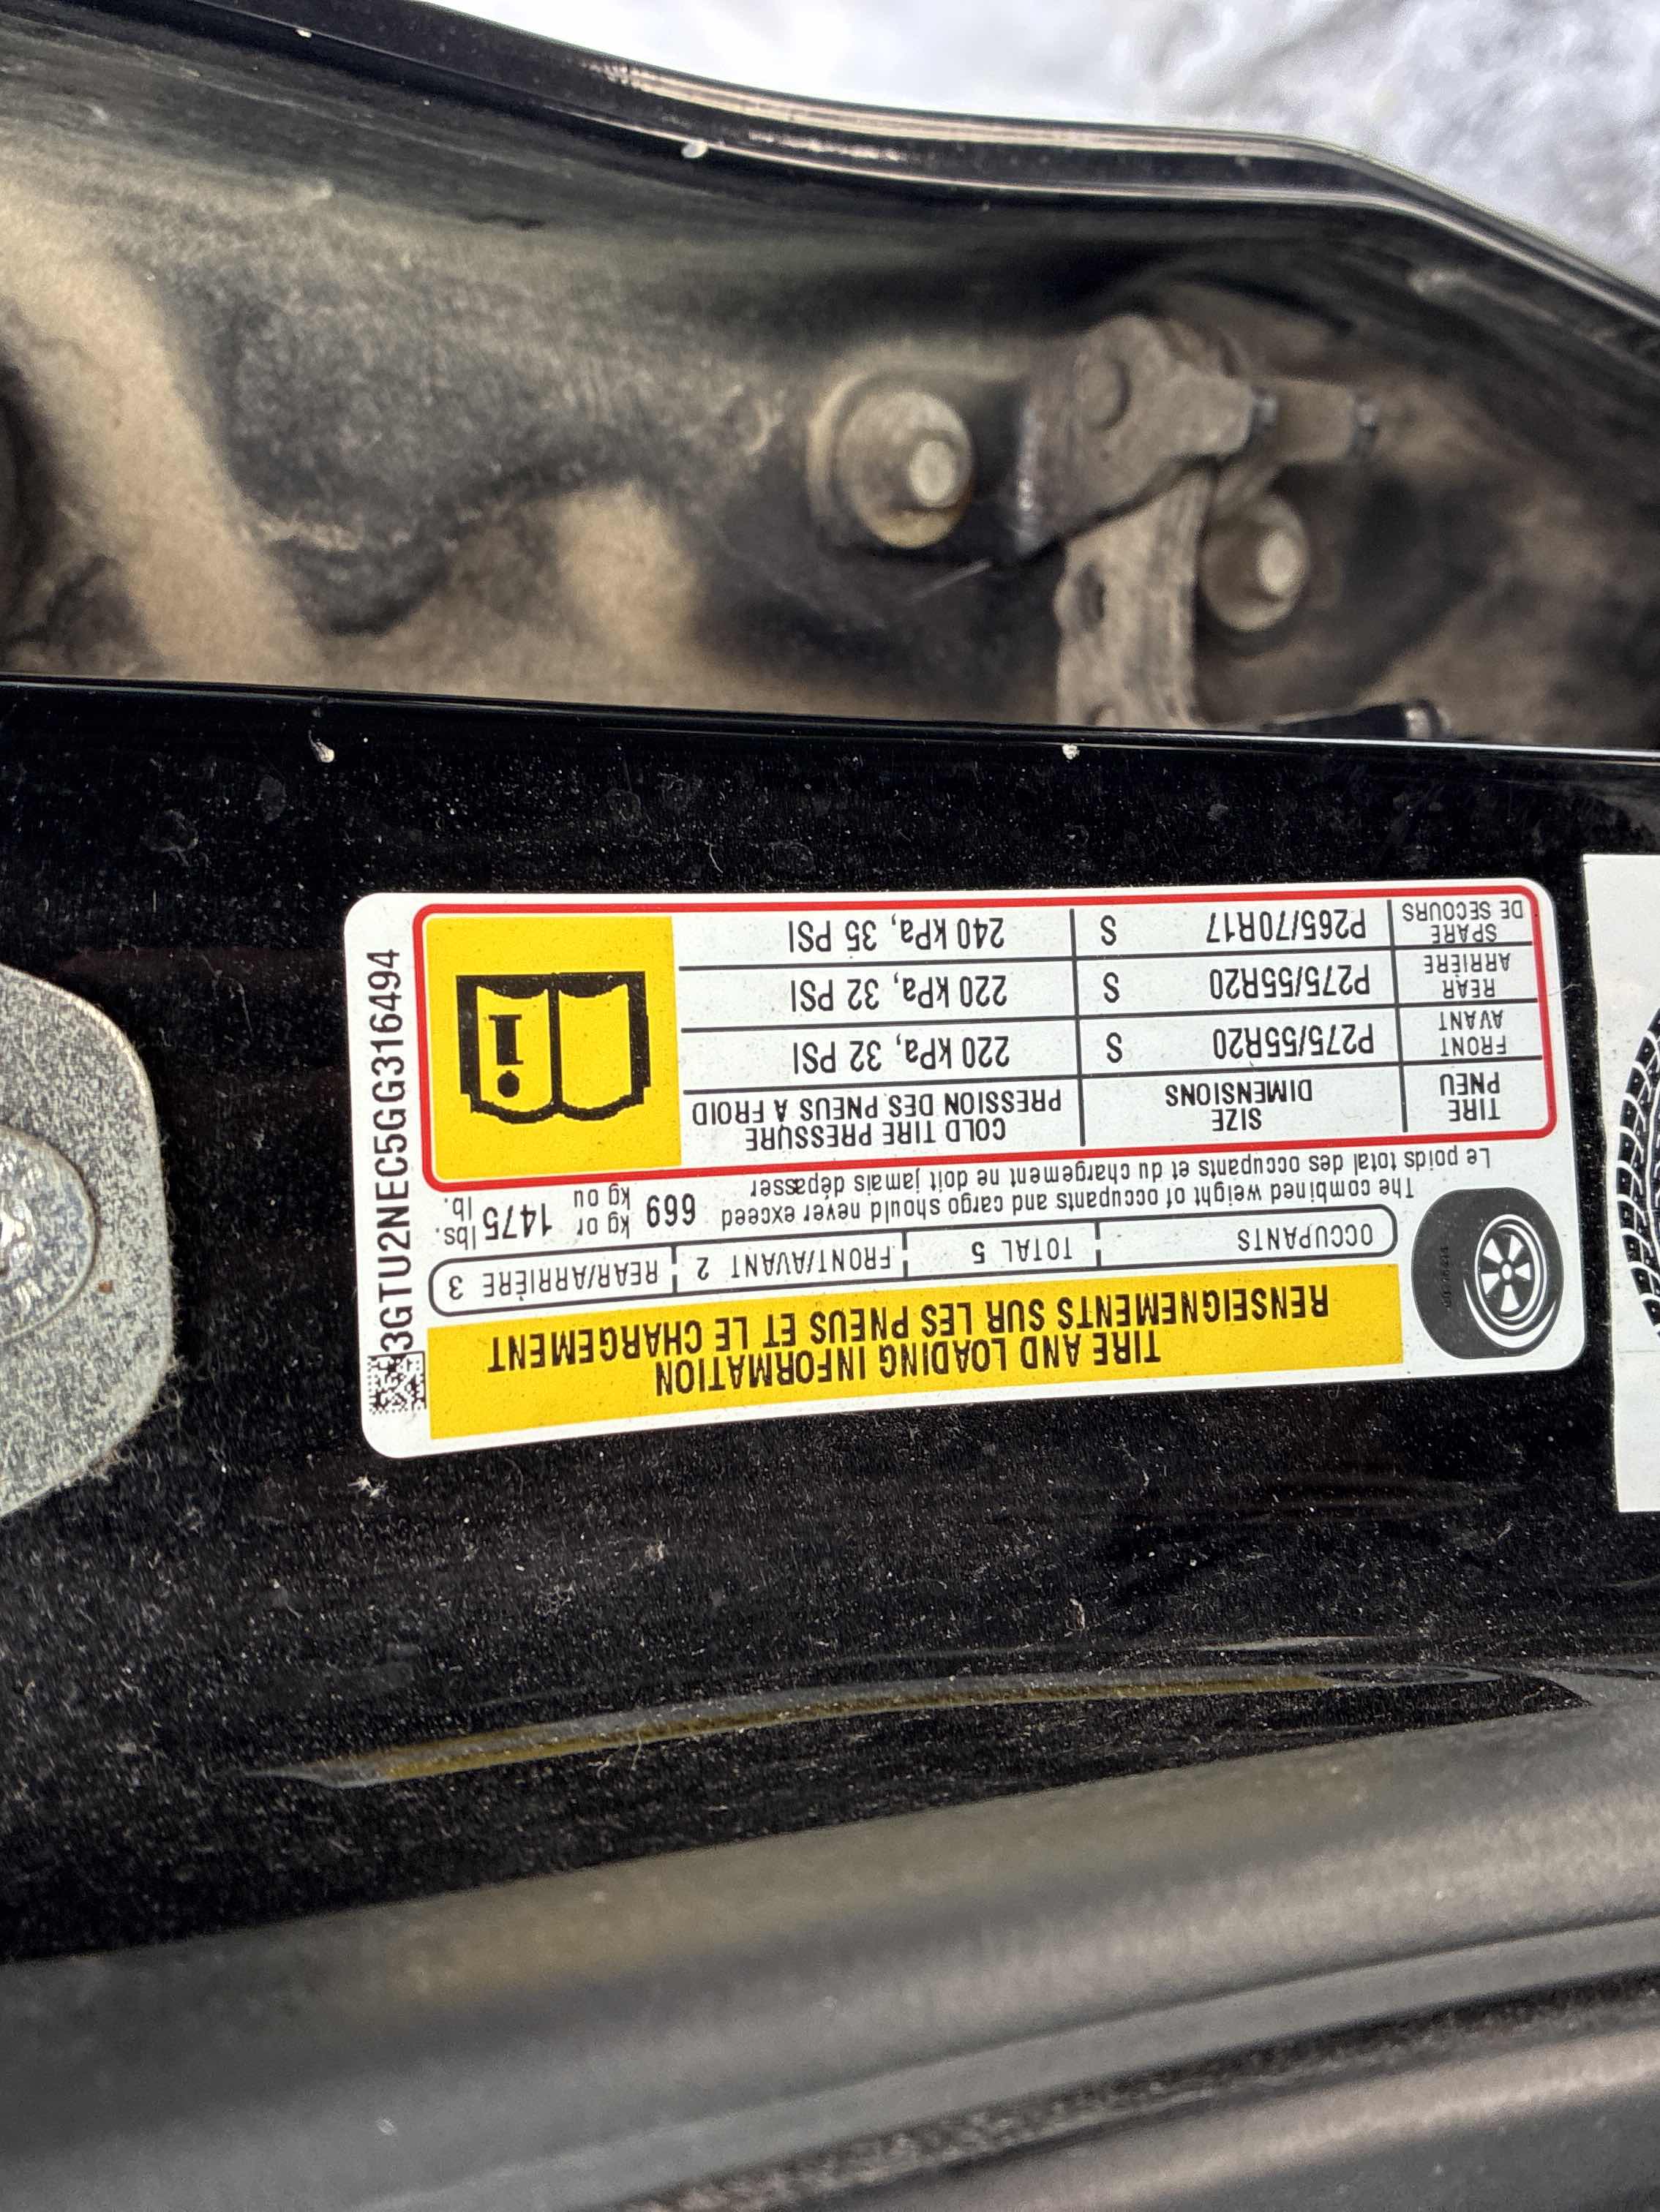 3GTU2NEC5GG316494
TIRE AND LOADING INFORMATION
RENSEIGNEMENTS SUR LES PNEUS ET LE CHARGEMENT
OCCUPANTS TOTAL 5 FRONT/AVANT 2 REAR/ARRIÈRE 3
The combined weight of occupants and cargo should never exceed 669 kg or 1475 lbs.
Le poids total des occupants et du chargement ne doit jamais dépasser kg ou lb.
TIRE SIZE COLD TIRE PRESSURE
PNEU DIMENSIONS PRESSION DES PNEUS À FROID
FRONT P275/55R20 S 220 kPa, 32 PSI
AVANT
REAR P275/55R20 S 220 kPa, 32 PSI
ARRIÈRE
SPARE P265/70R17 S 240 kPa, 35 PSI
DE SECOURS